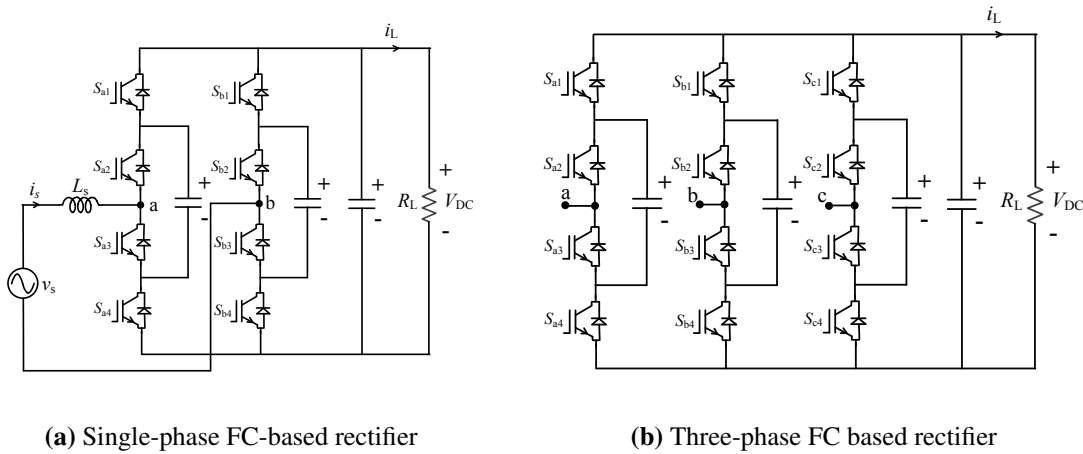 i_L
S_a1
S_b1
S_a2
S_b2
i_s
L_s
a
+
-
b
+
-
+
-
R_L
+
V_DC
-
S_a3
S_b3
v_s
S_a4
S_b4
(a) Single-phase FC-based rectifier
i_L
S_a1
S_b1
S_c1
S_a2
S_b2
S_c2
a
b
c
+
-
+
-
+
-
+
-
R_L
+
V_DC
-
S_a3
S_b3
S_c3
S_a4
S_b4
S_c4
(b) Three-phase FC based rectifier